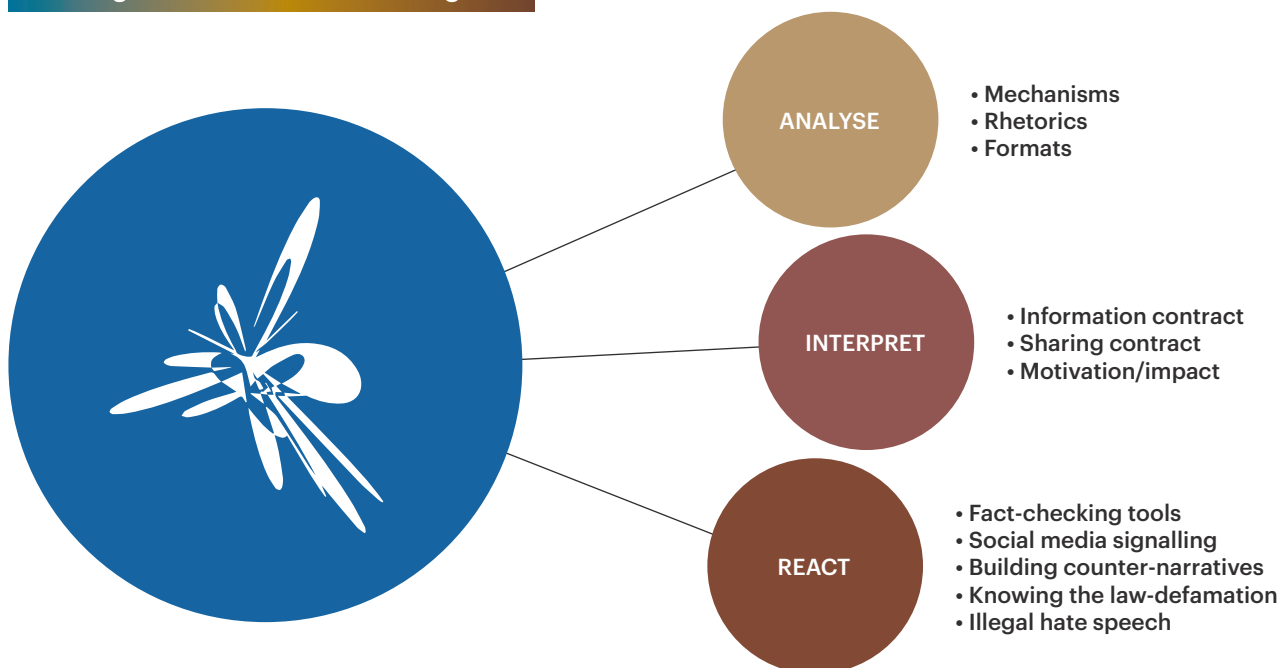 ANALYSE
• Mechanisms
• Rhetorics
• Formats
INTERPRET
• Information contract
• Sharing contract
• Motivation/impact
REACT
• Fact-checking tools
• Social media signalling
• Building counter-narratives
• Knowing the law-defamation
• Illegal hate speech